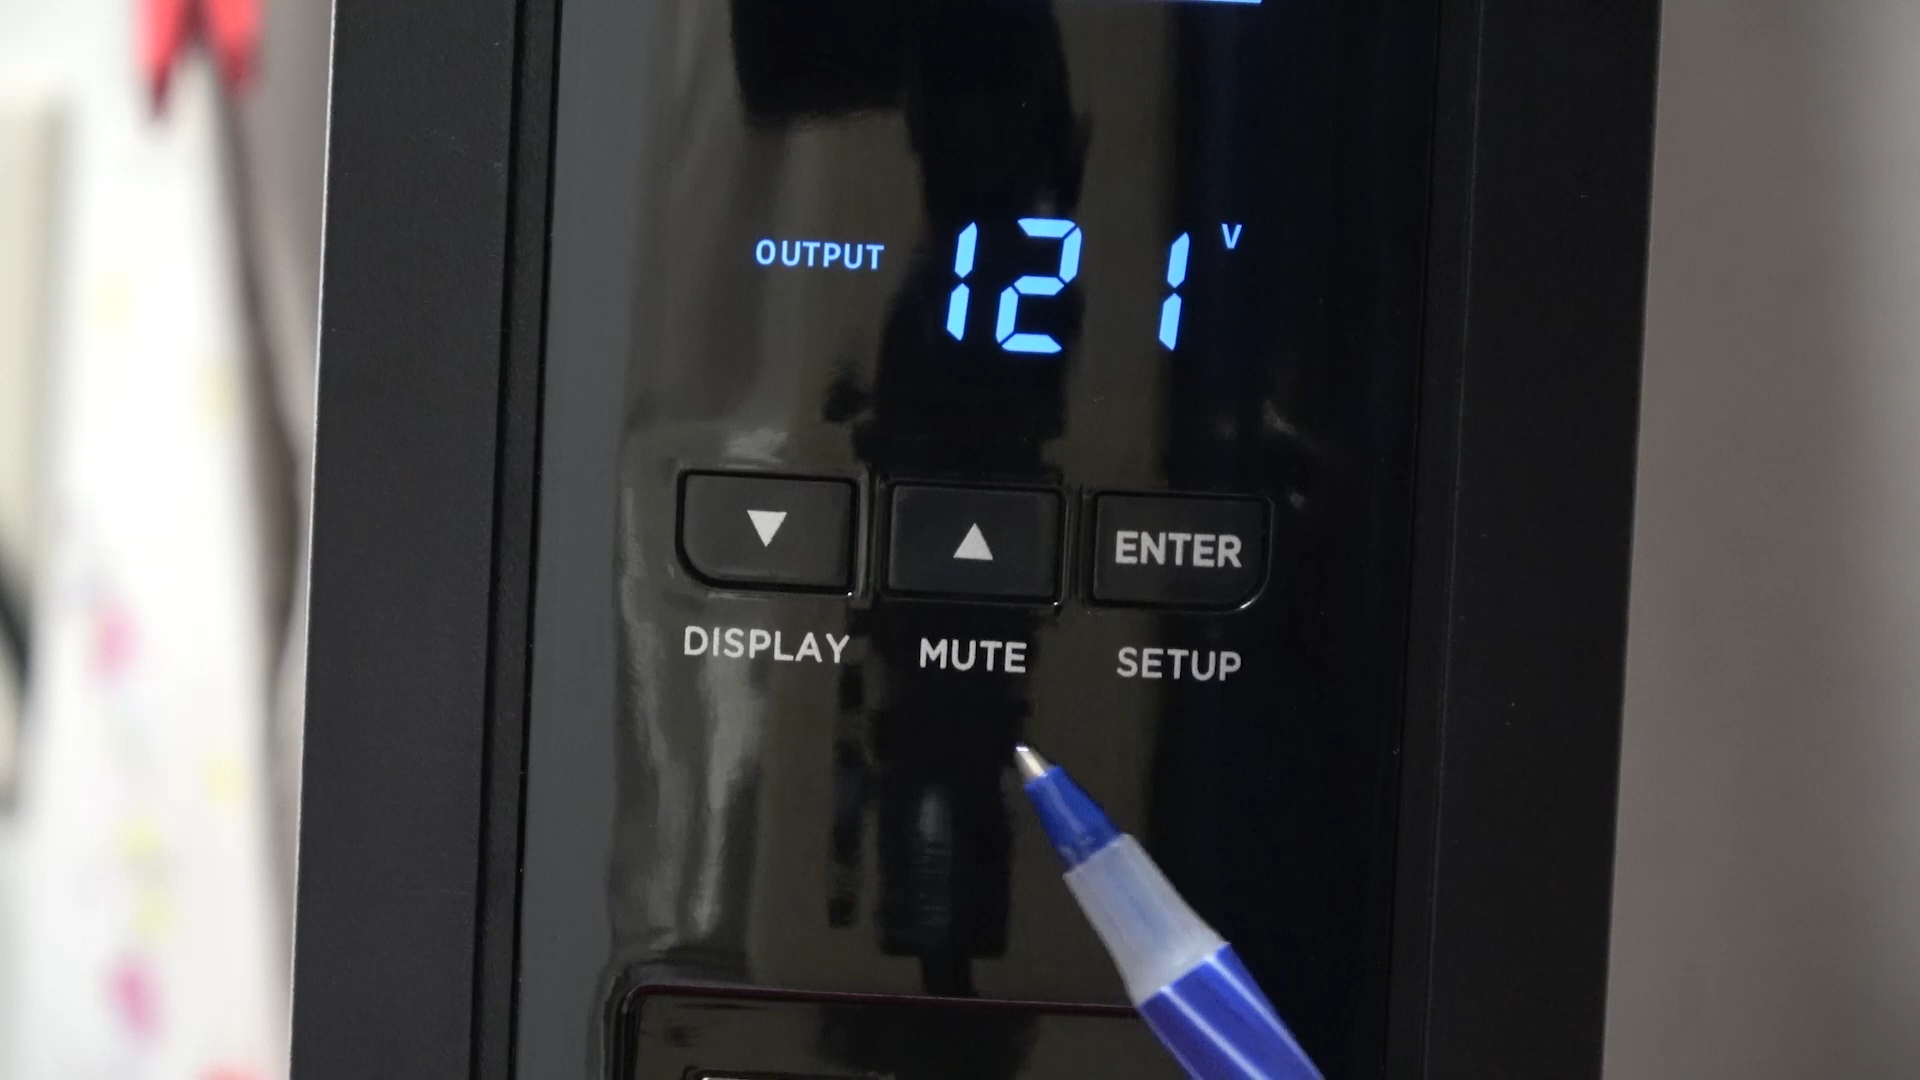 OUTPUT 121 V
▼ ▲ ENTER
DISPLAY MUTE SETUP